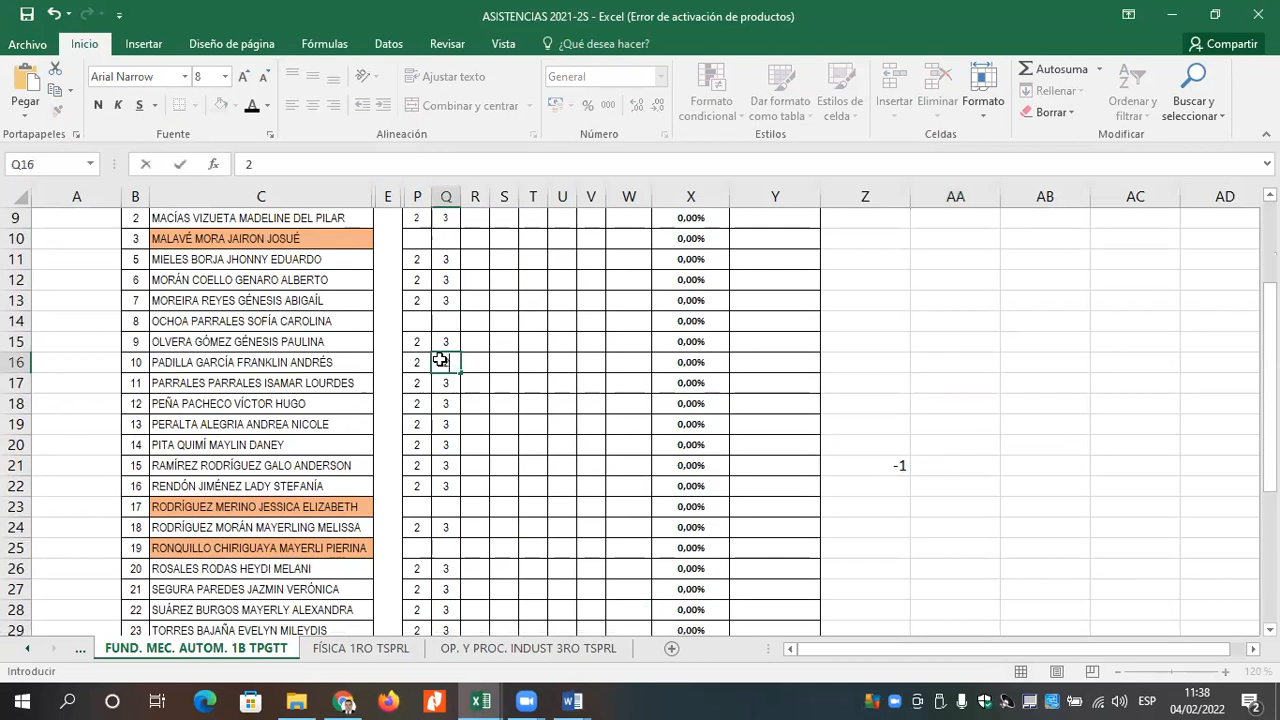 ASISTENCIAS 2021-2S - Excel (Error de activación de productos)
Archivo Inicio Insertar Diseño de página Fórmulas Datos Revisar Vista ¿Qué desea hacer? Compartir
Arial Narrow 8 Ajustar texto General Autosuma
Pegar N K S A Combinar y centrar % 000 Formato condicional Dar formato como tabla Estilos de celda Insertar Eliminar Formato Rellenar Borrar Ordenar y filtrar Buscar y seleccionar
Portapapeles Fuente Alineación Número Estilos Celdas Modificar
Q16 fx 2
A B C E P Q R S T U V W X Y Z AA AB AC AD
9 2 MACÍAS VIZUETA MADELINE DEL PILAR 2 3 0,00%
10 3 MALAVÉ MORA JAIRON JOSUÉ 0,00%
11 5 MIELES BORJA JHONNY EDUARDO 2 3 0,00%
12 6 MORÁN COELLO GENARO ALBERTO 2 3 0,00%
13 7 MOREIRA REYES GÉNESIS ABIGAÍL 2 3 0,00%
14 8 OCHOA PARRALES SOFÍA CAROLINA 0,00%
15 9 OLVERA GÓMEZ GÉNESIS PAULINA 2 3 0,00%
16 10 PADILLA GARCÍA FRANKLIN ANDRÉS 2 2 0,00%
17 11 PARRALES PARRALES ISAMAR LOURDES 2 3 0,00%
18 12 PEÑA PACHECO VÍCTOR HUGO 2 3 0,00%
19 13 PERALTA ALEGRIA ANDREA NICOLE 2 3 0,00%
20 14 PITA QUIMÍ MAYLIN DANEY 2 3 0,00%
21 15 RAMÍREZ RODRÍGUEZ GALO ANDERSON 2 3 0,00% -1
22 16 RENDÓN JIMÉNEZ LADY STEFANÍA 2 3 0,00%
23 17 RODRÍGUEZ MERINO JESSICA ELIZABETH 0,00%
24 18 RODRÍGUEZ MORÁN MAYERLING MELISSA 2 3 0,00%
25 19 RONQUILLO CHIRIGUAYA MAYERLI PIERINA 0,00%
26 20 ROSALES RODAS HEYDI MELANI 2 3 0,00%
27 21 SEGURA PAREDES JAZMIN VERÓNICA 2 3 0,00%
28 22 SUÁREZ BURGOS MAYERLY ALEXANDRA 2 3 0,00%
29 23 TORRES BAJAÑA EVELYN MILEYDIS 2 3 0,00%
... FUND. MEC. AUTOM. 1B TPGTT FÍSICA 1RO TSPRL OP. Y PROC. INDUST 3RO TSPRL
Introducir 120 %
ESP 11:38
04/02/2022 2